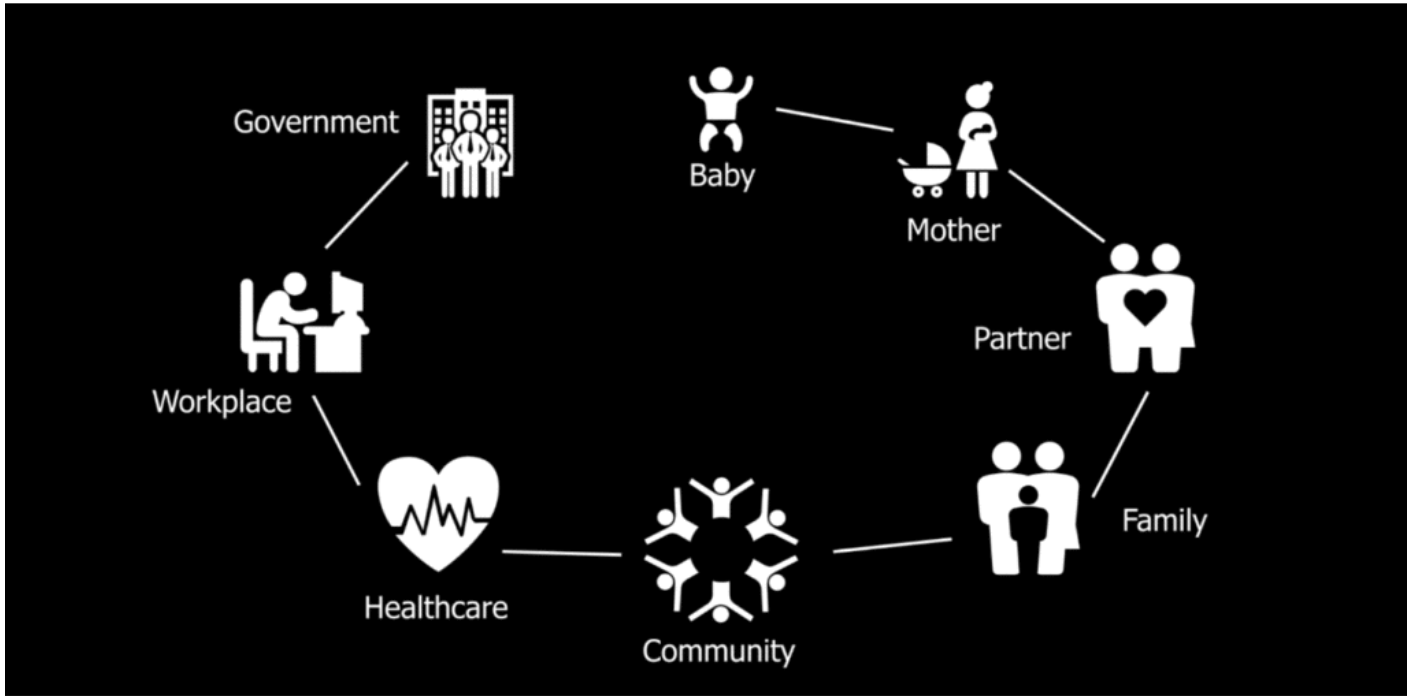 Government
Baby
Mother
Partner
Family
Community
Healthcare
Workplace